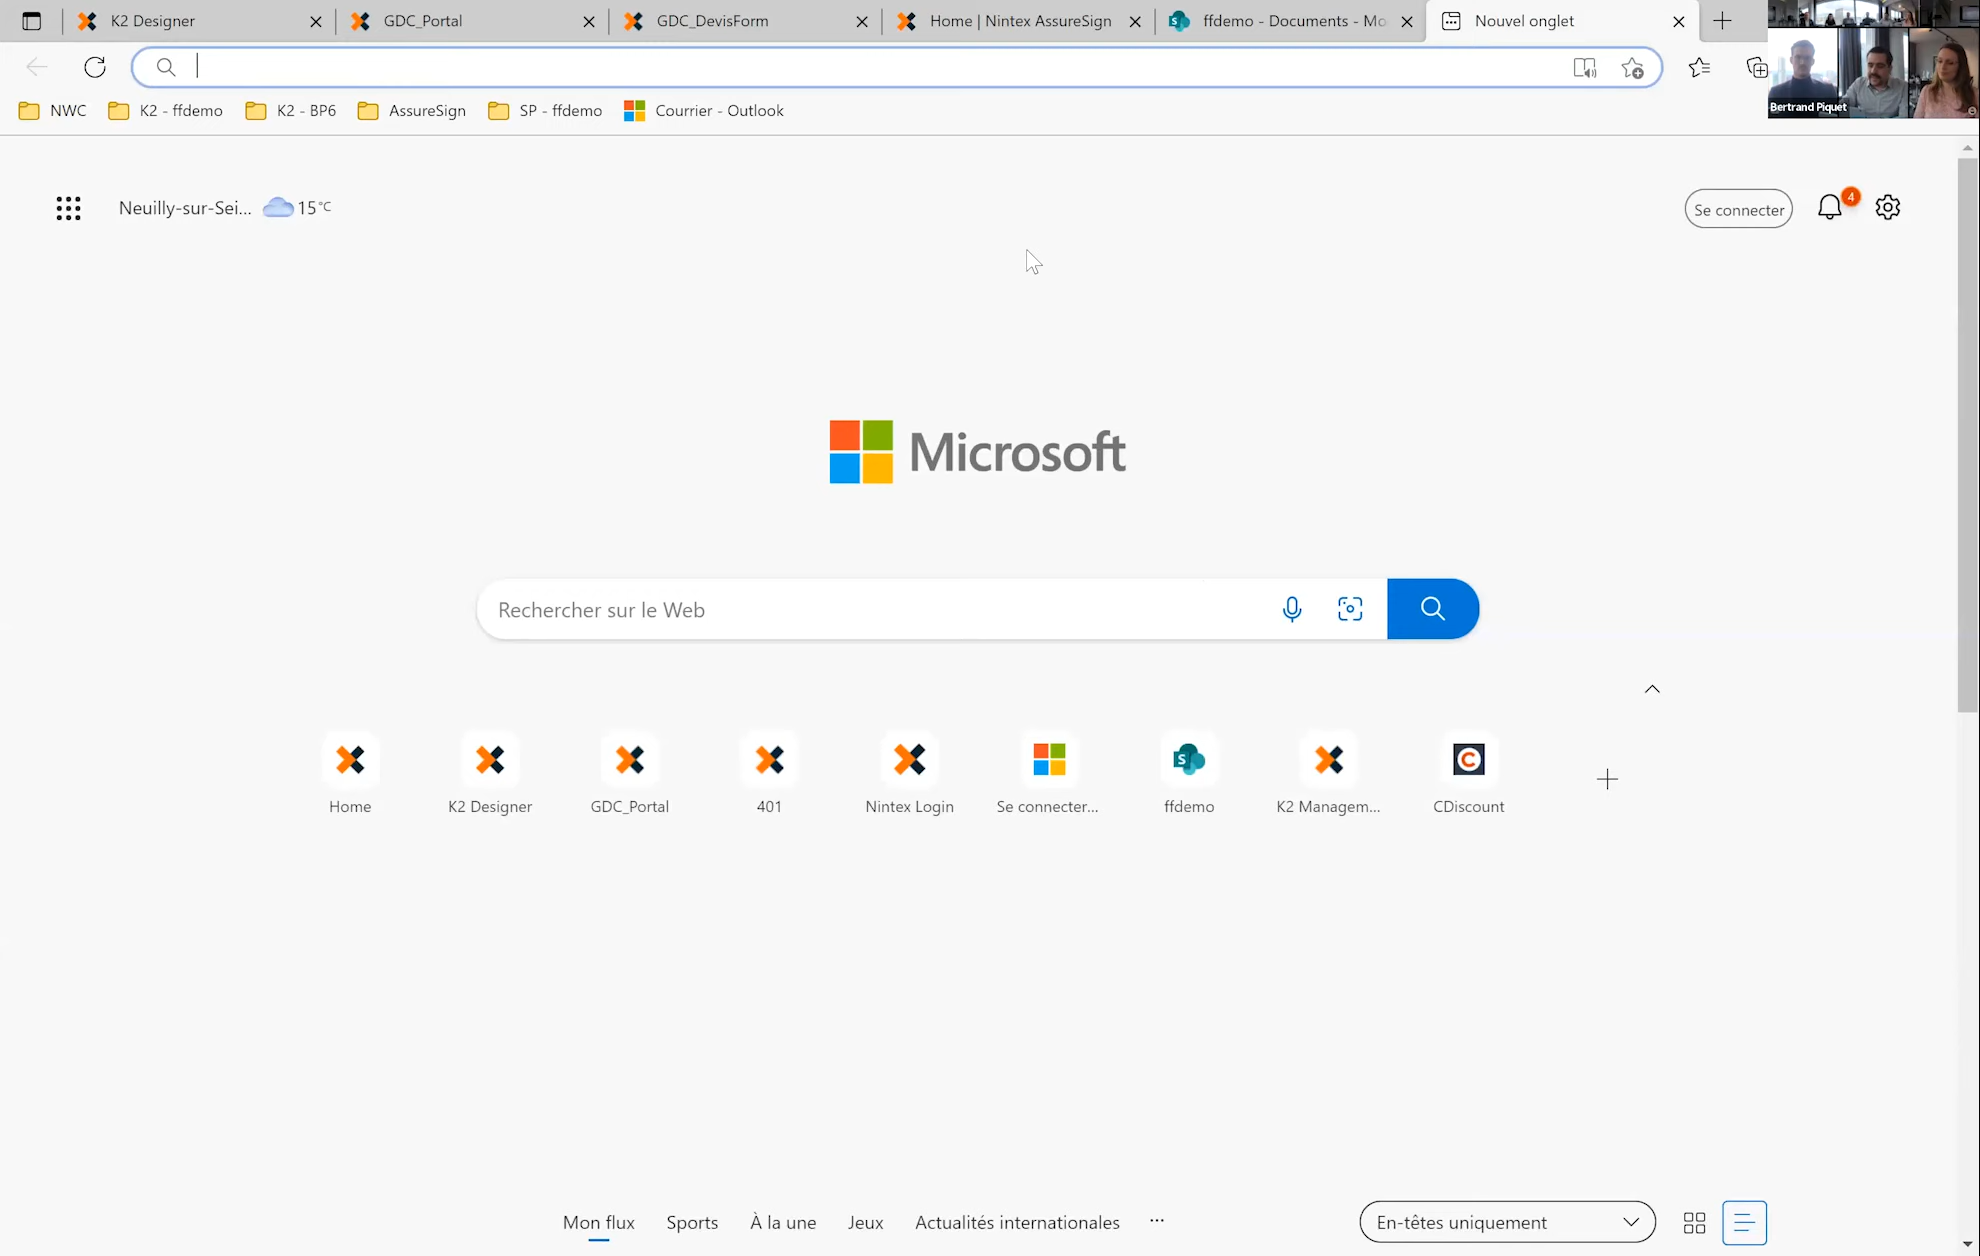 K2 Designer
GDC_Portal
GDC_DevisForm
Home | Nintex AssureSign
ffdemo - Documents - Mo
Nouvel onglet
NWC
K2 - ffdemo
K2 - BP6
AssureSign
SP - ffdemo
Courrier - Outlook
Bertrand Piquet
Neuilly-sur-Sei...
15°C
Se connecter
4
Microsoft
Rechercher sur le Web
Home
K2 Designer
GDC_Portal
401
Nintex Login
Se connecter...
S
ffdemo
K2 Managem...
C
CDiscount
Mon flux
Sports
À la une
Jeux
Actualités internationales
...
En-têtes uniquement